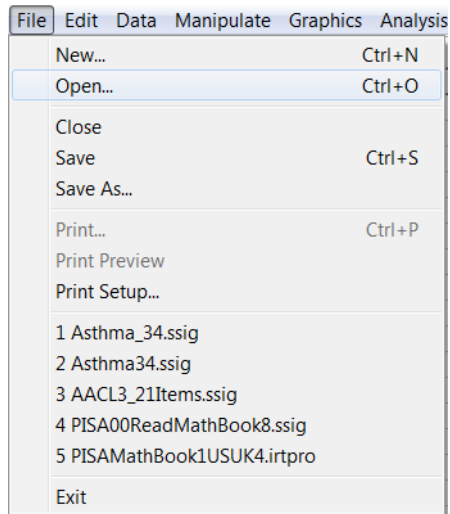 File Edit Data Manipulate Graphics Analysis
New... Ctrl+N
Open... Ctrl+O
Close
Save Ctrl+S
Save As...
Print... Ctrl+P
Print Preview
Print Setup...
1 Asthma_34.ssig
2 Asthma34.ssig
3 AACL3_21Items.ssig
4 PISA00ReadMathBook8.ssig
5 PISAMathBook1USUK4.irtpro
Exit